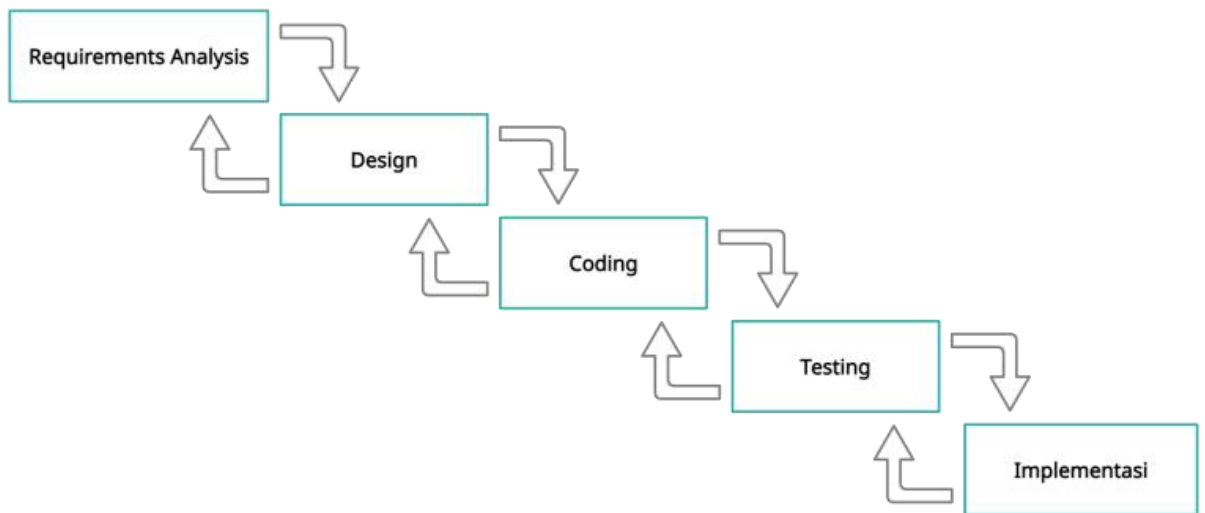 Requirements Analysis
Design
Coding
Testing
Implementasi